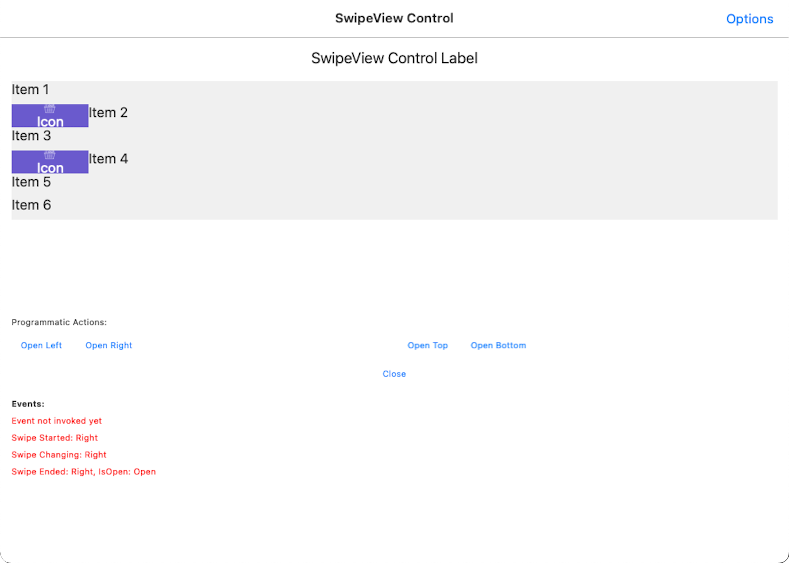 SwipeView Control
Options
SwipeView Control Label
Item 1
Icon
Item 2
Item 3
Icon
Item 4
Item 5
Item 6
Programmatic Actions:
Open Left
Open Right
Open Top
Open Bottom
Close
Events:
Event not invoked yet
Swipe Started: Right
Swipe Changing: Right
Swipe Ended: Right, IsOpen: Open